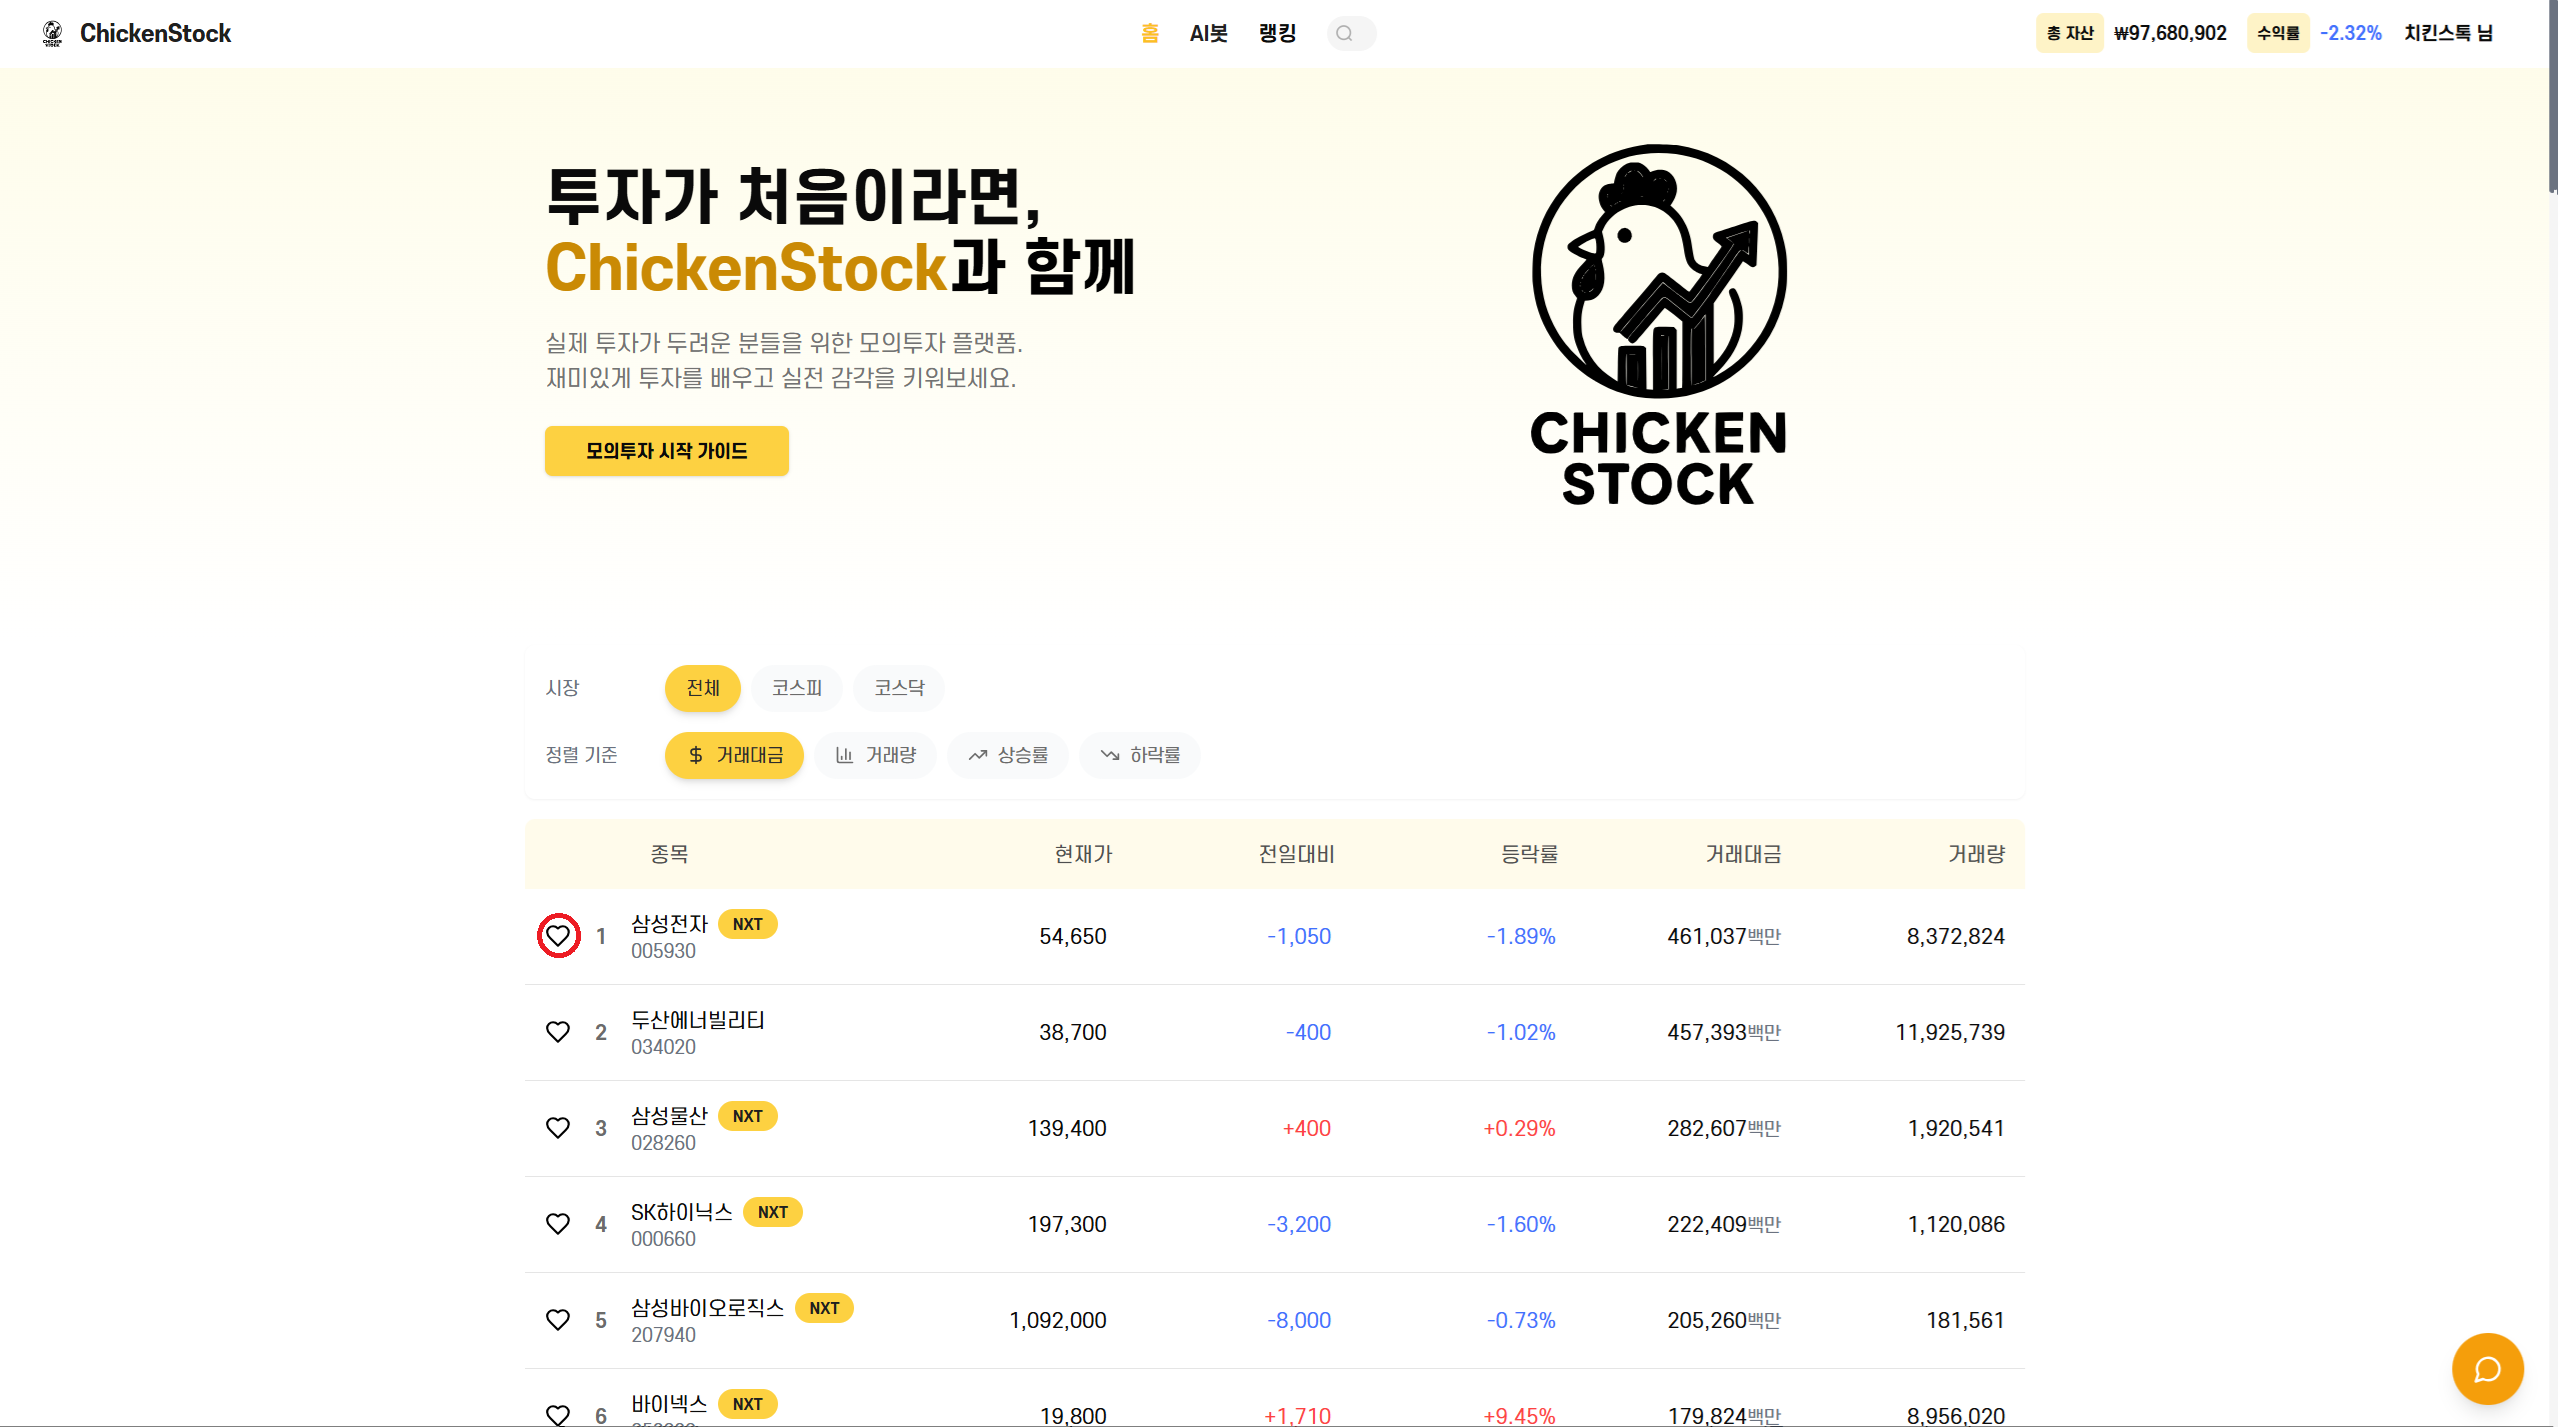 ChickenStock
홈 AI봇 랭킹
총 자산 ₩97,680,902 수익률 -2.32% 치킨스톡 님
투자가 처음이라면,
ChickenStock과 함께
실제 투자가 두려운 분들을 위한 모의투자 플랫폼.
재미있게 투자를 배우고 실전 감각을 키워보세요.
모의투자 시작 가이드
CHICKEN
STOCK
시장 전체 코스피 코스닥
정렬 기준 거래대금 거래량 상승률 하락률
종목 현재가 전일대비 등락률 거래대금 거래량
1 삼성전자 NXT 54,650 -1,050 -1.89% 461,037백만 8,372,824
005930
2 두산에너빌리티 38,700 -400 -1.02% 457,393백만 11,925,739
034020
3 삼성물산 NXT 139,400 +400 +0.29% 282,607백만 1,920,541
028260
4 SK하이닉스 NXT 197,300 -3,200 -1.60% 222,409백만 1,120,086
000660
5 삼성바이오로직스 NXT 1,092,000 -8,000 -0.73% 205,260백만 181,561
207940
6 바이넥스 NXT 19,800 +1,710 +9.45% 179,824백만 8,956,020